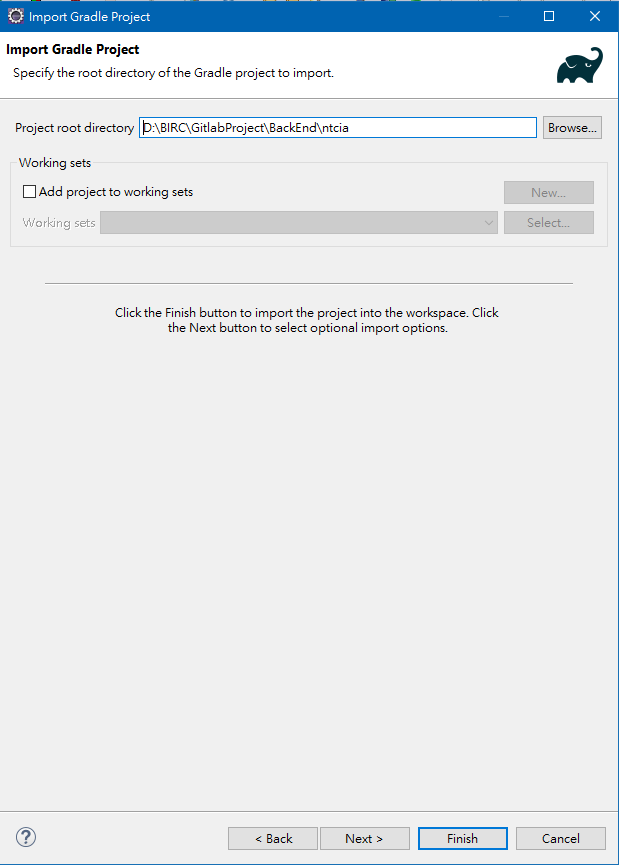 Import Gradle Project
Import Gradle Project
Specify the root directory of the Gradle project to import.
Project root directory D:\BIRC\GitlabProject\BackEnd\ntcia Browse...
Working sets
Add project to working sets New...
Working sets Select...
Click the Finish button to import the project into the workspace. Click
the Next button to select optional import options.
? < Back Next > Finish Cancel